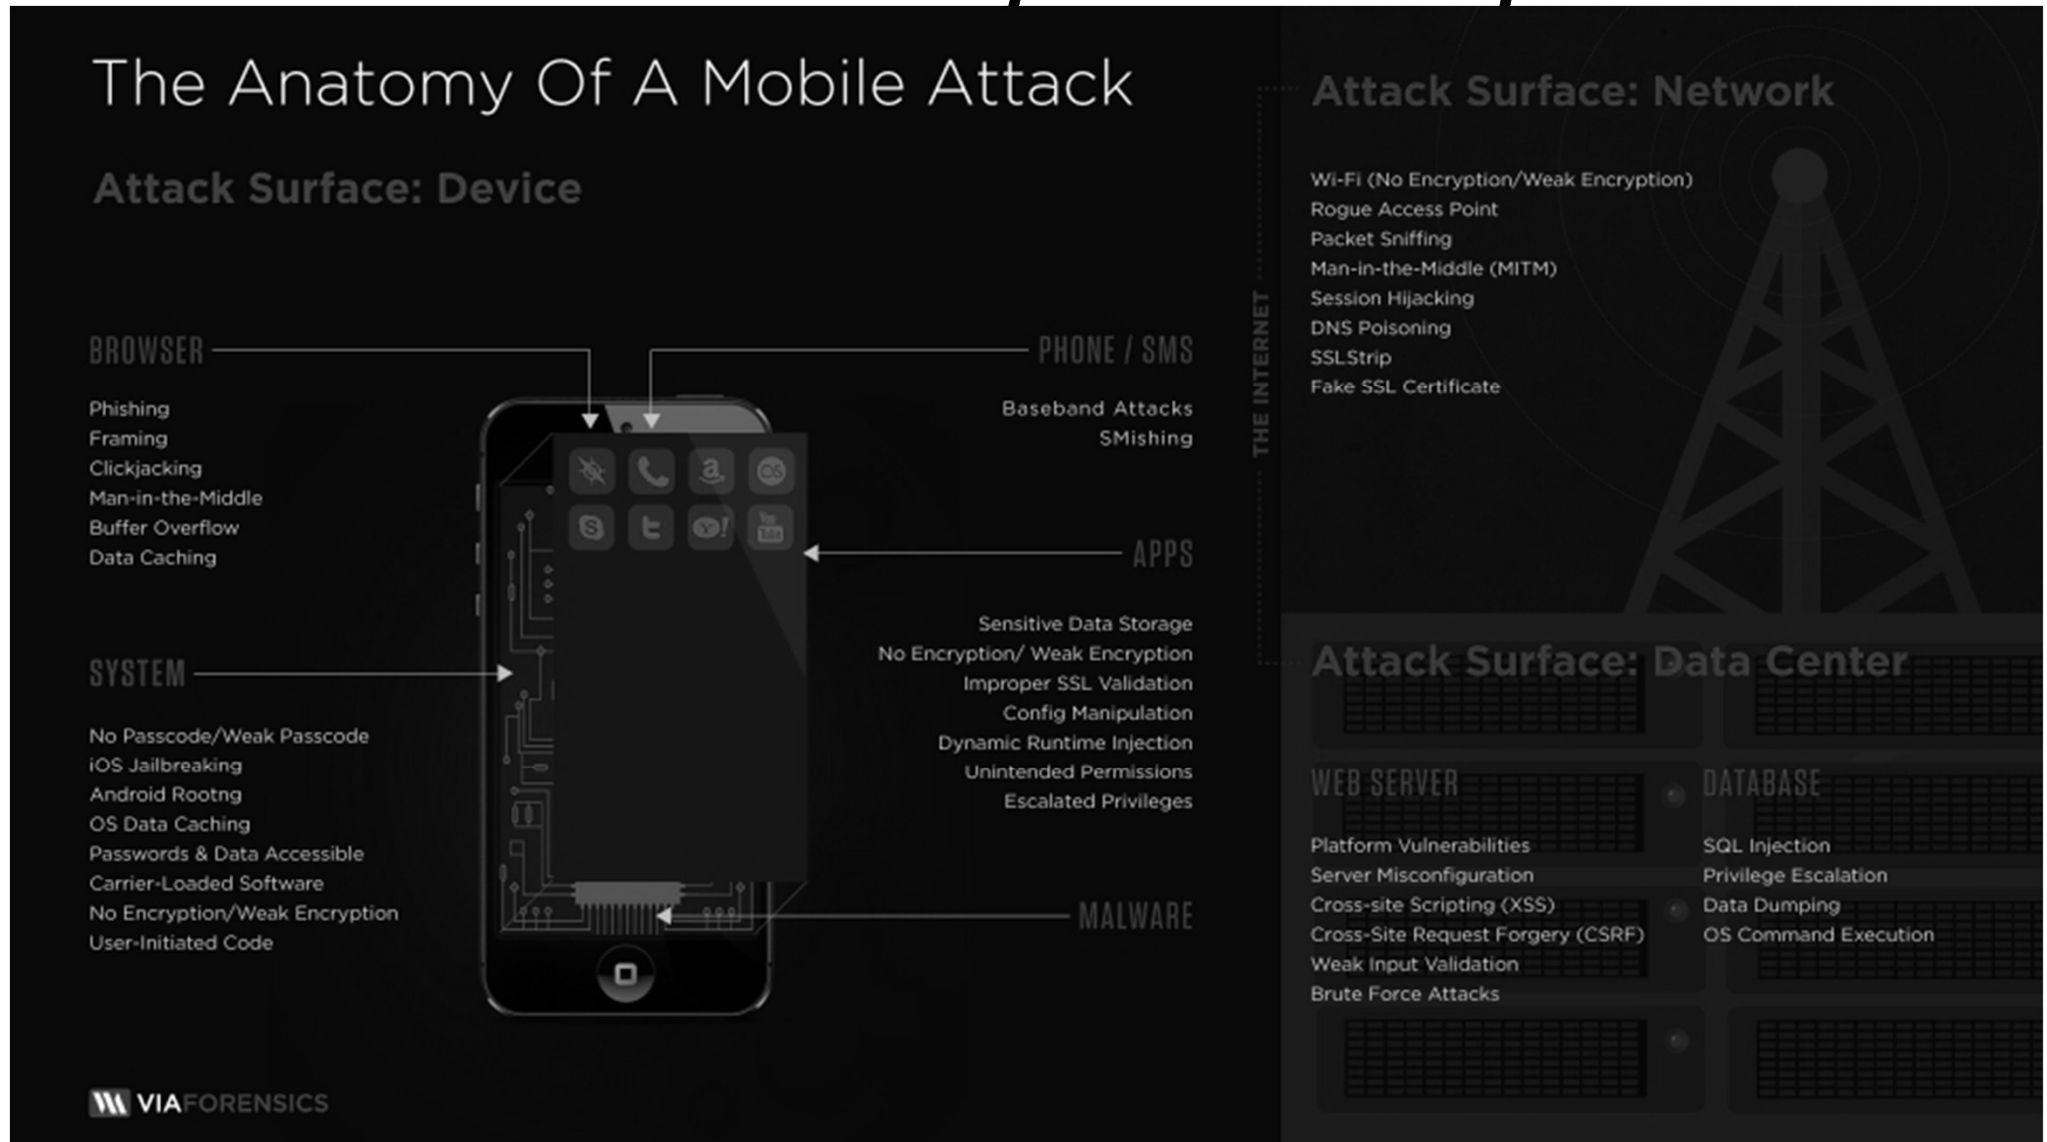 The Anatomy Of A Mobile Attack
Attack Surface: Device
BROWSER
Phishing
Framing
Clickjacking
Man-in-the-Middle
Buffer Overflow
Data Caching
SYSTEM
No Passcode/Weak Passcode
iOS Jailbreaking
Android Rootng
OS Data Caching
Passwords & Data Accessible
Carrier-Loaded Software
No Encryption/Weak Encryption
User-Initiated Code
PHONE / SMS
Baseband Attacks
SMishing
APPS
Sensitive Data Storage
No Encryption/ Weak Encryption
Improper SSL Validation
Config Manipulation
Dynamic Runtime Injection
Unintended Permissions
Escalated Privileges
MALWARE
a
S
t
Y!
You
Tube
THE INTERNET
Attack Surface: Network
Wi-Fi (No Encryption/Weak Encryption)
Rogue Access Point
Packet Sniffing
Man-in-the-Middle (MITM)
Session Hijacking
DNS Poisoning
SSLStrip
Fake SSL Certificate
Attack Surface: Data Center
WEB SERVER
Platform Vulnerabilities
Server Misconfiguration
Cross-site Scripting (XSS)
Cross-Site Request Forgery (CSRF)
Weak Input Validation
Brute Force Attacks
DATABASE
SQL Injection
Privilege Escalation
Data Dumping
OS Command Execution
VIAFORENSICS